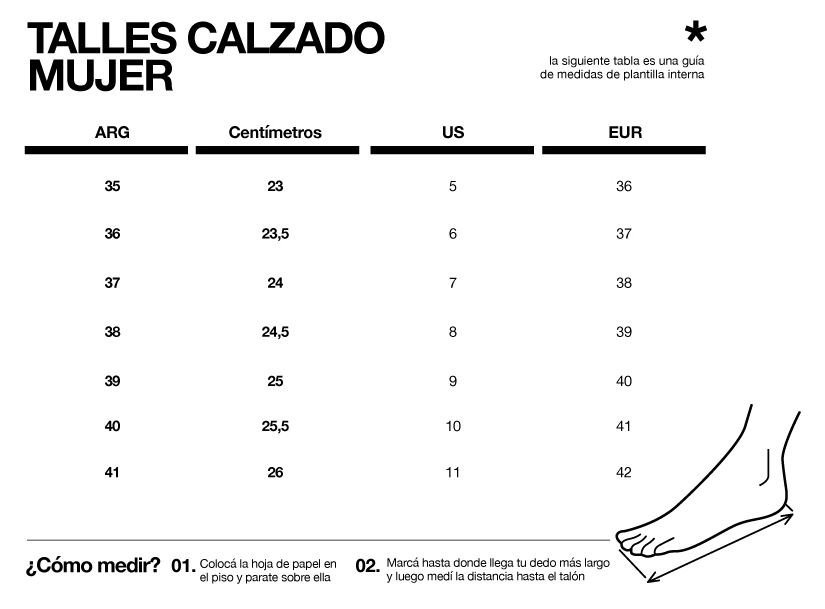 TALLES CALZADO
MUJER
*
la siguiente tabla es una guía
de medidas de plantilla interna
ARG Centímetros US EUR
35 23 5 36
36 23,5 6 37
37 24 7 38
38 24,5 8 39
39 25 9 40
40 25,5 10 41
41 26 11 42
¿Cómo medir? 01. Colocá la hoja de papel en
el piso y parate sobre ella
02. Marcá hasta donde llega tu dedo más largo
y luego medí la distancia hasta el talón